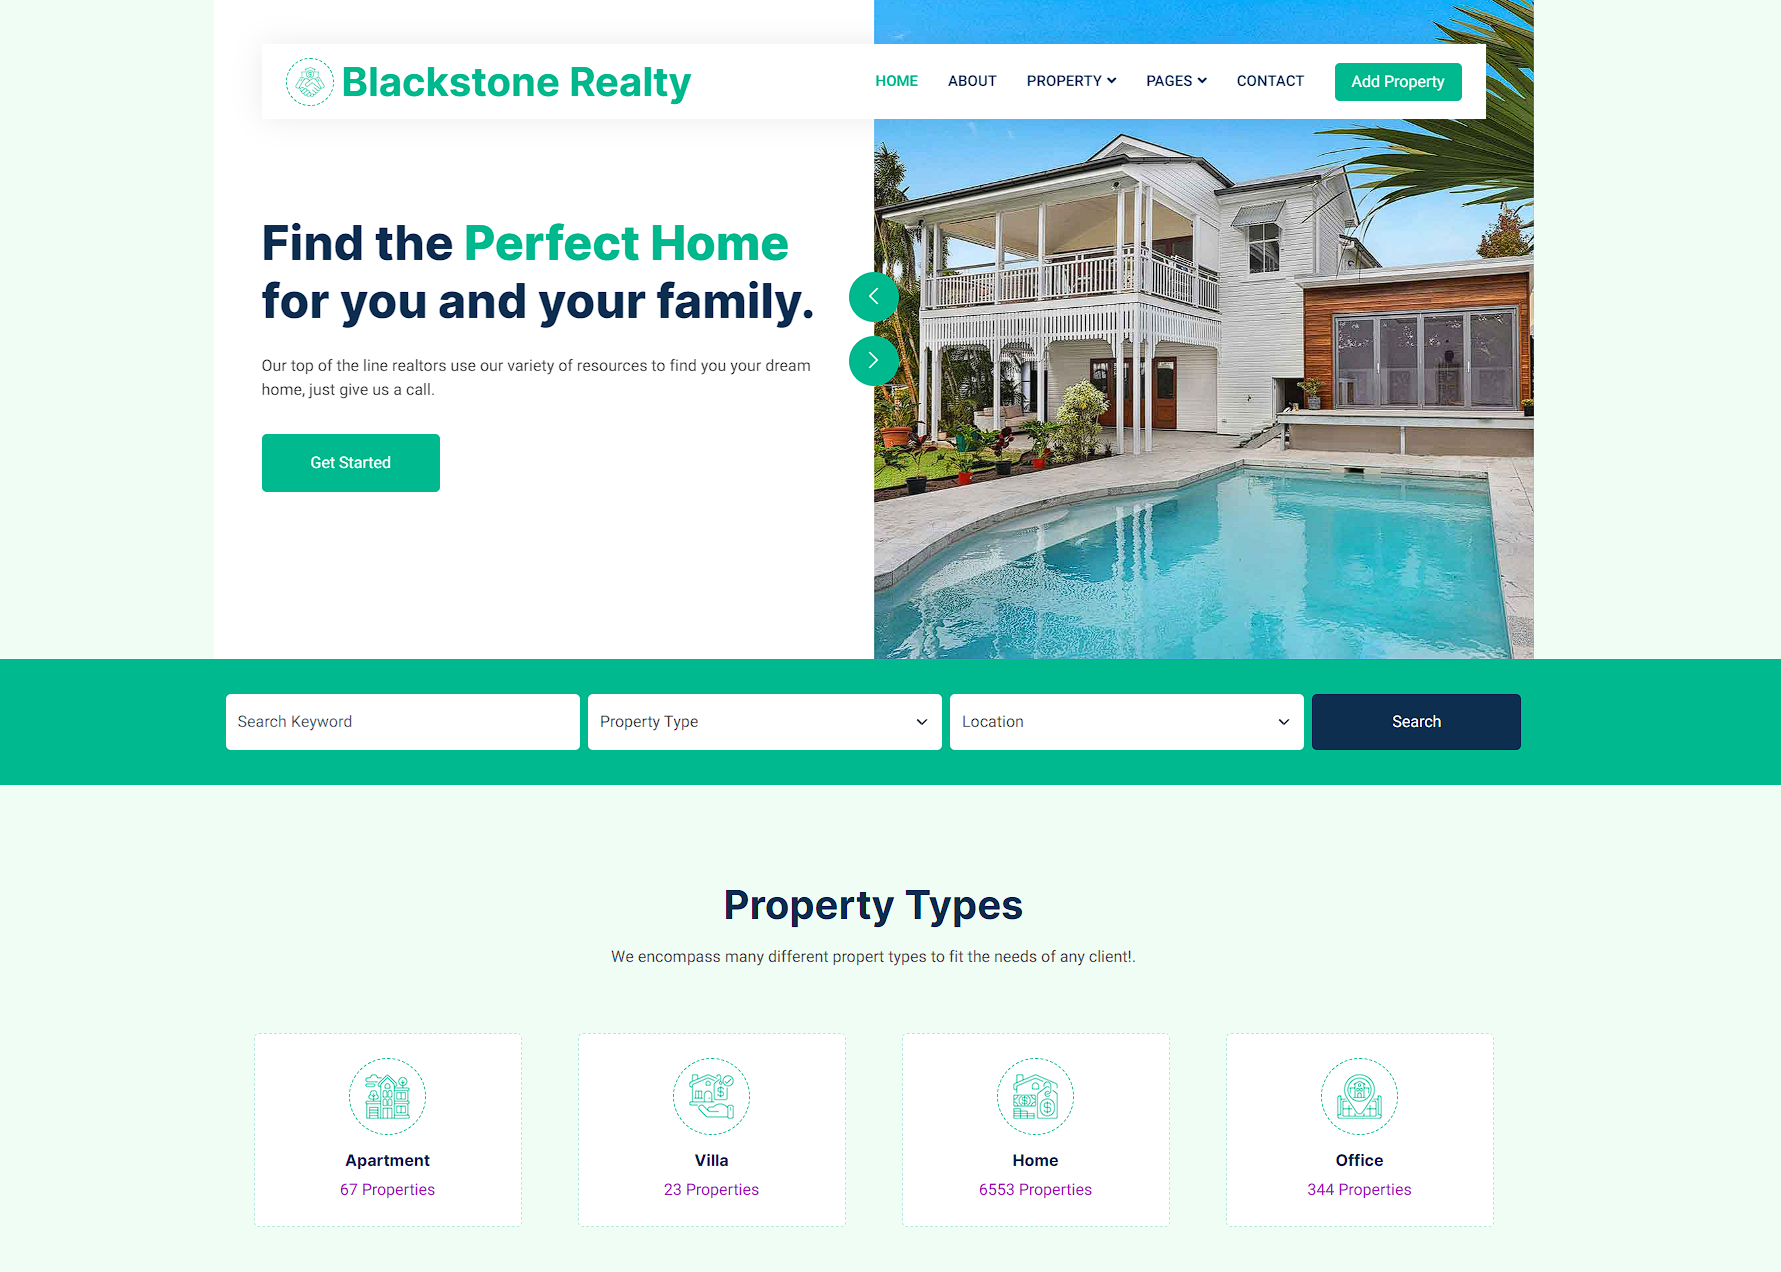 Blackstone Realty
HOME
ABOUT
PROPERTY
PAGES
CONTACT
Add Property
Find the Perfect Home
for you and your family.
Our top of the line realtors use our variety of resources to find you your dream
home, just give us a call.
Get Started
Search Keyword
Property Type
Location
Search
Property Types
We encompass many different propert types to fit the needs of any client!.
Apartment
67 Properties
Villa
23 Properties
Home
6553 Properties
Office
344 Properties